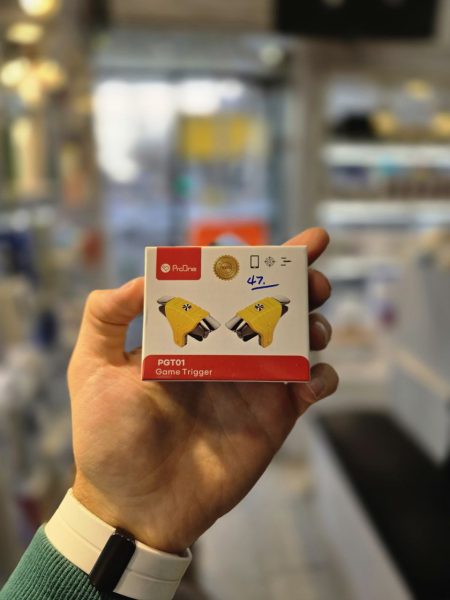 ProOne
47.
PGT01
Game Trigger